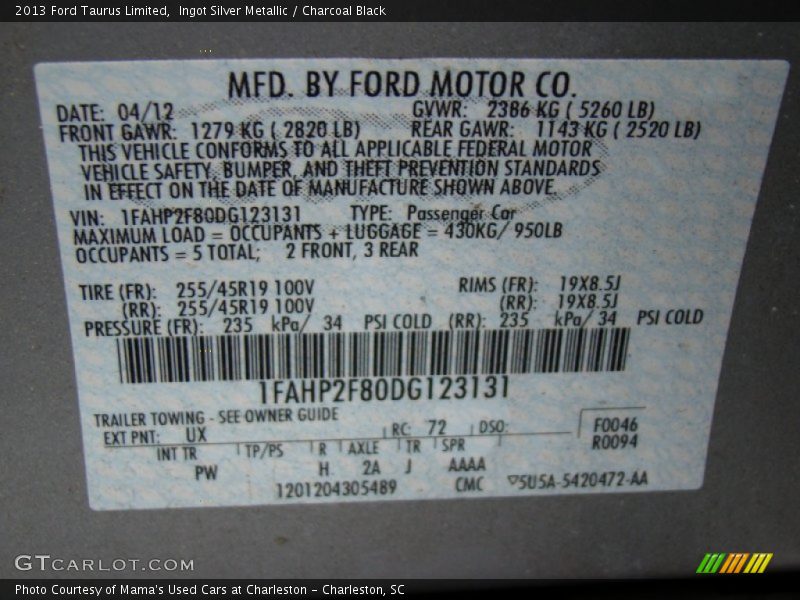 2013 Ford Taurus Limited,  Ingot Silver Metallic / Charcoal Black
MFD. BY FORD MOTOR CO.
DATE: 04/12 GVWR: 2386 KG ( 5260 LB)
FRONT GAWR: 1279 KG ( 2820 LB) REAR GAWR: 1143 KG ( 2520 LB)
THIS VEHICLE CONFORMS TO ALL APPLICABLE FEDERAL MOTOR
VEHICLE SAFETY, BUMPER, AND THEFT PREVENTION STANDARDS
IN EFFECT ON THE DATE OF MANUFACTURE SHOWN ABOVE.
VIN: 1FAHP2F80DG123131 TYPE: Passenger Car
MAXIMUM LOAD = OCCUPANTS + LUGGAGE = 430KG/ 950LB
OCCUPANTS = 5 TOTAL; 2 FRONT, 3 REAR
TIRE (FR): 255/45R19 100V RIMS (FR): 19X8.5J
(RR): 255/45R19 100V (RR): 19X8.5J
PRESSURE (FR): 235 kPa/ 34 PSI COLD (RR): 235 kPa/ 34 PSI COLD
1FAHP2F80DG123131
TRAILER TOWING - SEE OWNER GUIDE
EXT PNT: UX RC: 72 DSO: F0046
INT TR TP/PS R AXLE TR SPR R0094
PW H 2A J AAAA
1201204305489 CMC 5U5A-5420472-AA
GTCARCOMMON.COM
Photo Courtesy of Mama's Used Cars at Charleston – Charleston, SC